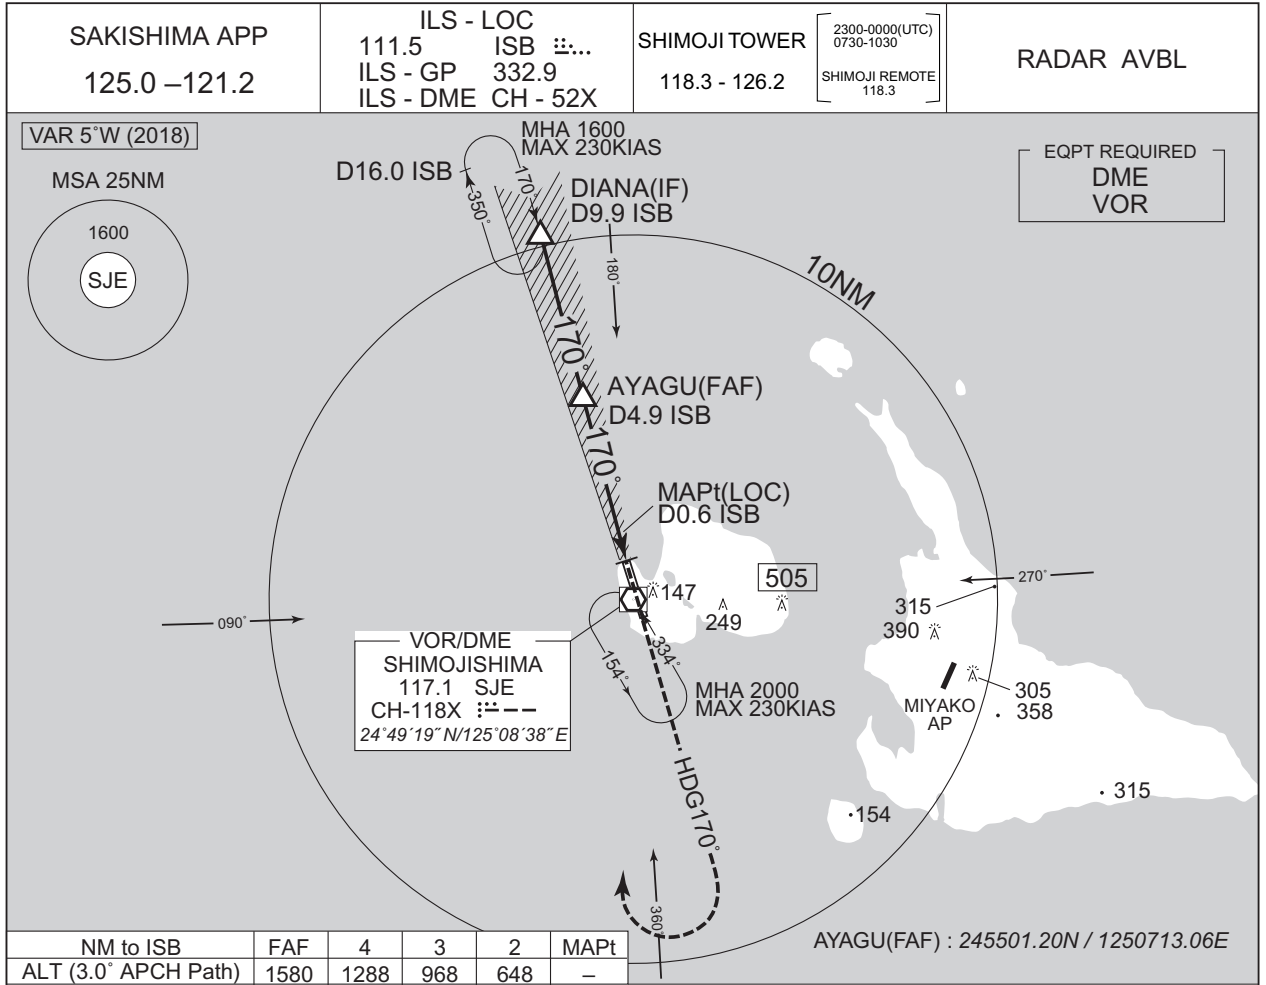 SAKISHIMA APP
125.0 –121.2
ILS - LOC
111.5 ISB
ILS - GP 332.9
ILS - DME CH - 52X
SHIMOJI TOWER
118.3 - 126.2
2300-0000(UTC)
0730-1030
SHIMOJI REMOTE
118.3
RADAR AVBL
VAR 5˚W (2018)
MSA 25NM
1600
SJE
MHA 1600
MAX 230KIAS
D16.0 ISB
170˚
350˚
DIANA(IF)
D9.9 ISB
EQPT REQUIRED
DME
VOR
180˚
10NM
170˚
AYAGU(FAF)
D4.9 ISB
170˚
MAPt(LOC)
D0.6 ISB
505
147
249
270˚
315
390
090˚
VOR/DME
SHIMOJISHIMA
117.1 SJE
CH-118X
24˚49´19˝N/125˚08´38˝E
154˚
334˚
MHA 2000
MAX 230KIAS
MIYAKO
AP
305
358
HDG170˚
315
154
360˚
AYAGU(FAF) : 245501.20N / 1250713.06E
NM to ISB FAF 4 3 2 MAPt
ALT (3.0˚ APCH Path) 1580 1288 968 648 –